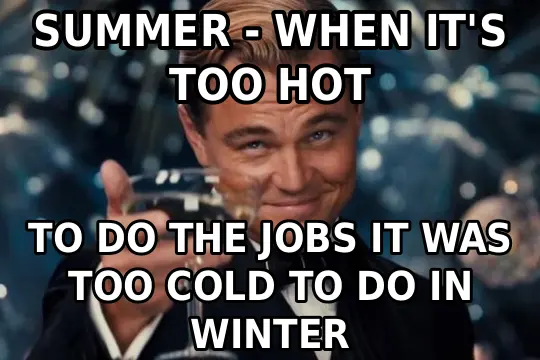 SUMMER - WHEN IT'S
TOO HOT
TO DO THE JOBS IT WAS
TOO COLD TO DO IN
WINTER